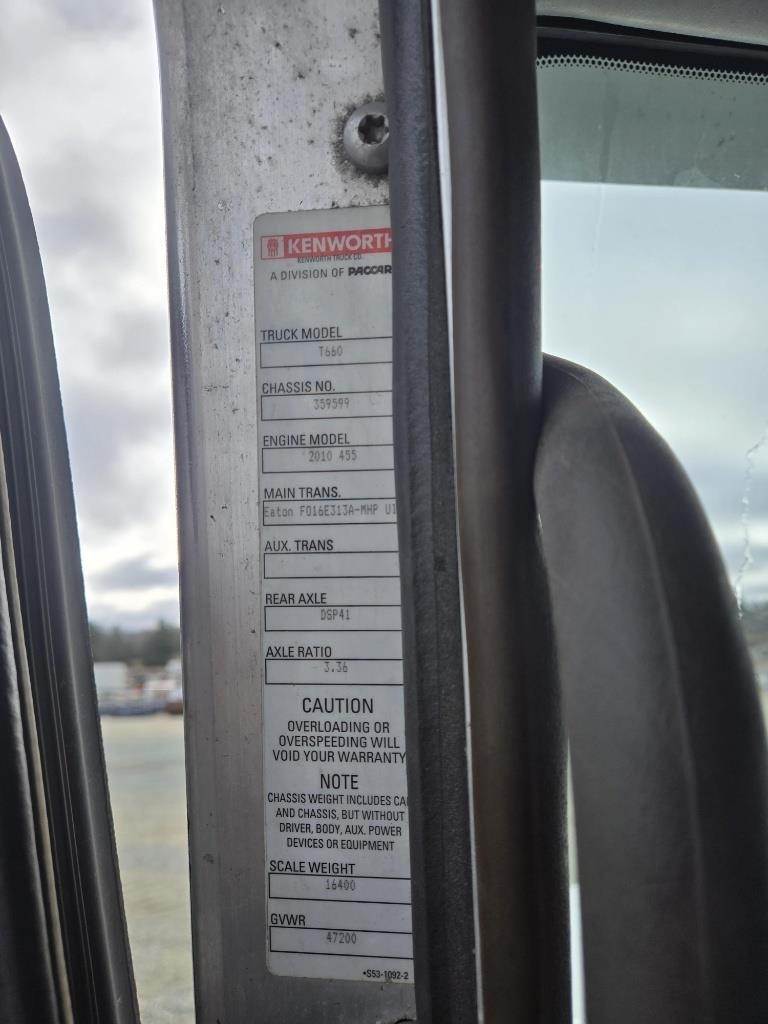 KENWORTH
KENWORTH TRUCK CO.
A DIVISION OF PACCAR
TRUCK MODEL
T660
CHASSIS NO.
359599
ENGINE MODEL
2010 455
MAIN TRANS.
Eaton FO16E313A-MHP U1
AUX. TRANS
REAR AXLE
DSP41
AXLE RATIO
3.36
CAUTION
OVERLOADING OR
OVERSPEEDING WILL
VOID YOUR WARRANTY
NOTE
CHASSIS WEIGHT INCLUDES CA
AND CHASSIS, BUT WITHOUT
DRIVER, BODY, AUX. POWER
DEVICES OR EQUIPMENT
SCALE WEIGHT
16400
GVWR
47200
•S53-1092-2